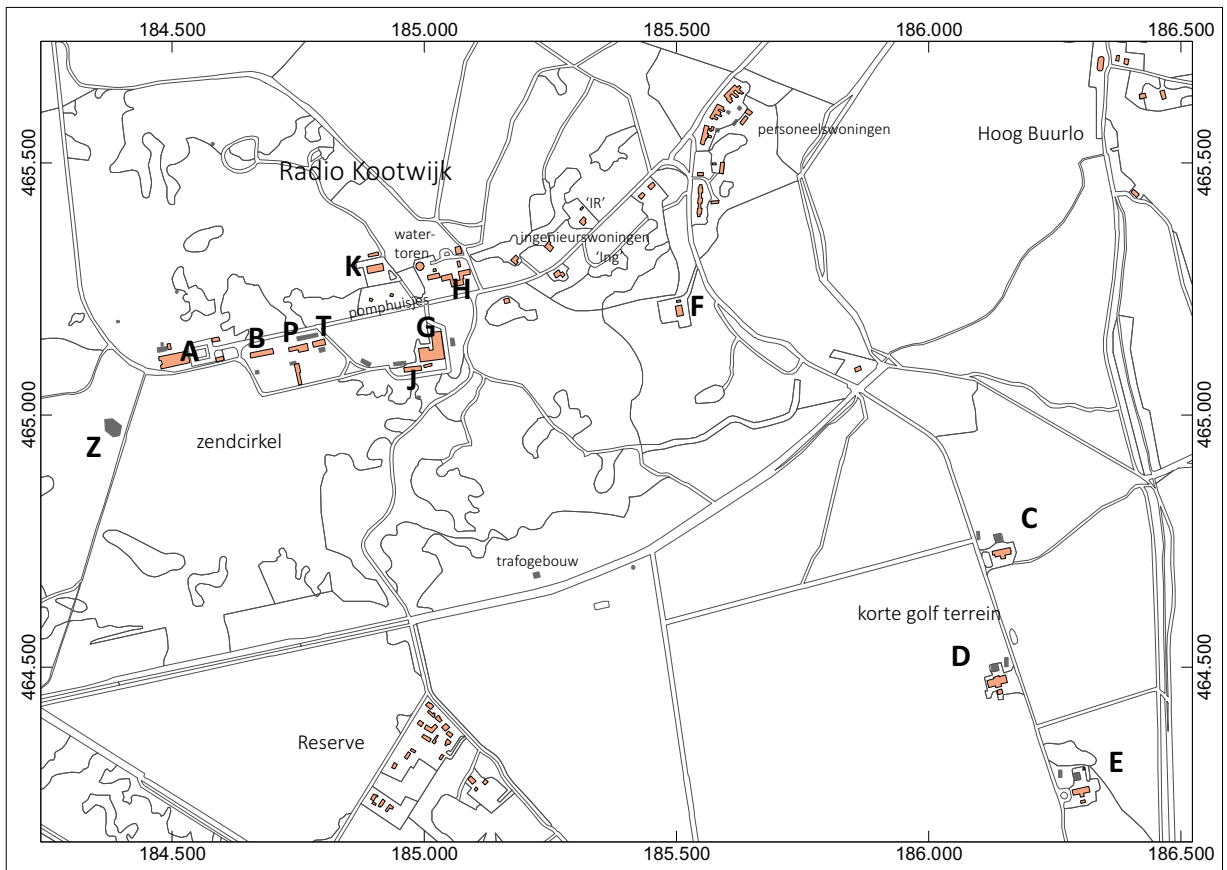 184.500 185.000 185.500 186.000 186.500
personeelswoningen
Hoog Buurlo
465.500 465.500
Radio Kootwijk
'IR'
water-
toren
ingenieurswoningen
'Ing'
K
H
pomphuisjes
F
G
T
P
B
A
J
465.000 465.000
Z
zendcirkel
C
trafogebouw
korte golf terrein
D
464.500 464.500
Reserve
E
184.500 185.000 185.500 186.000 186.500